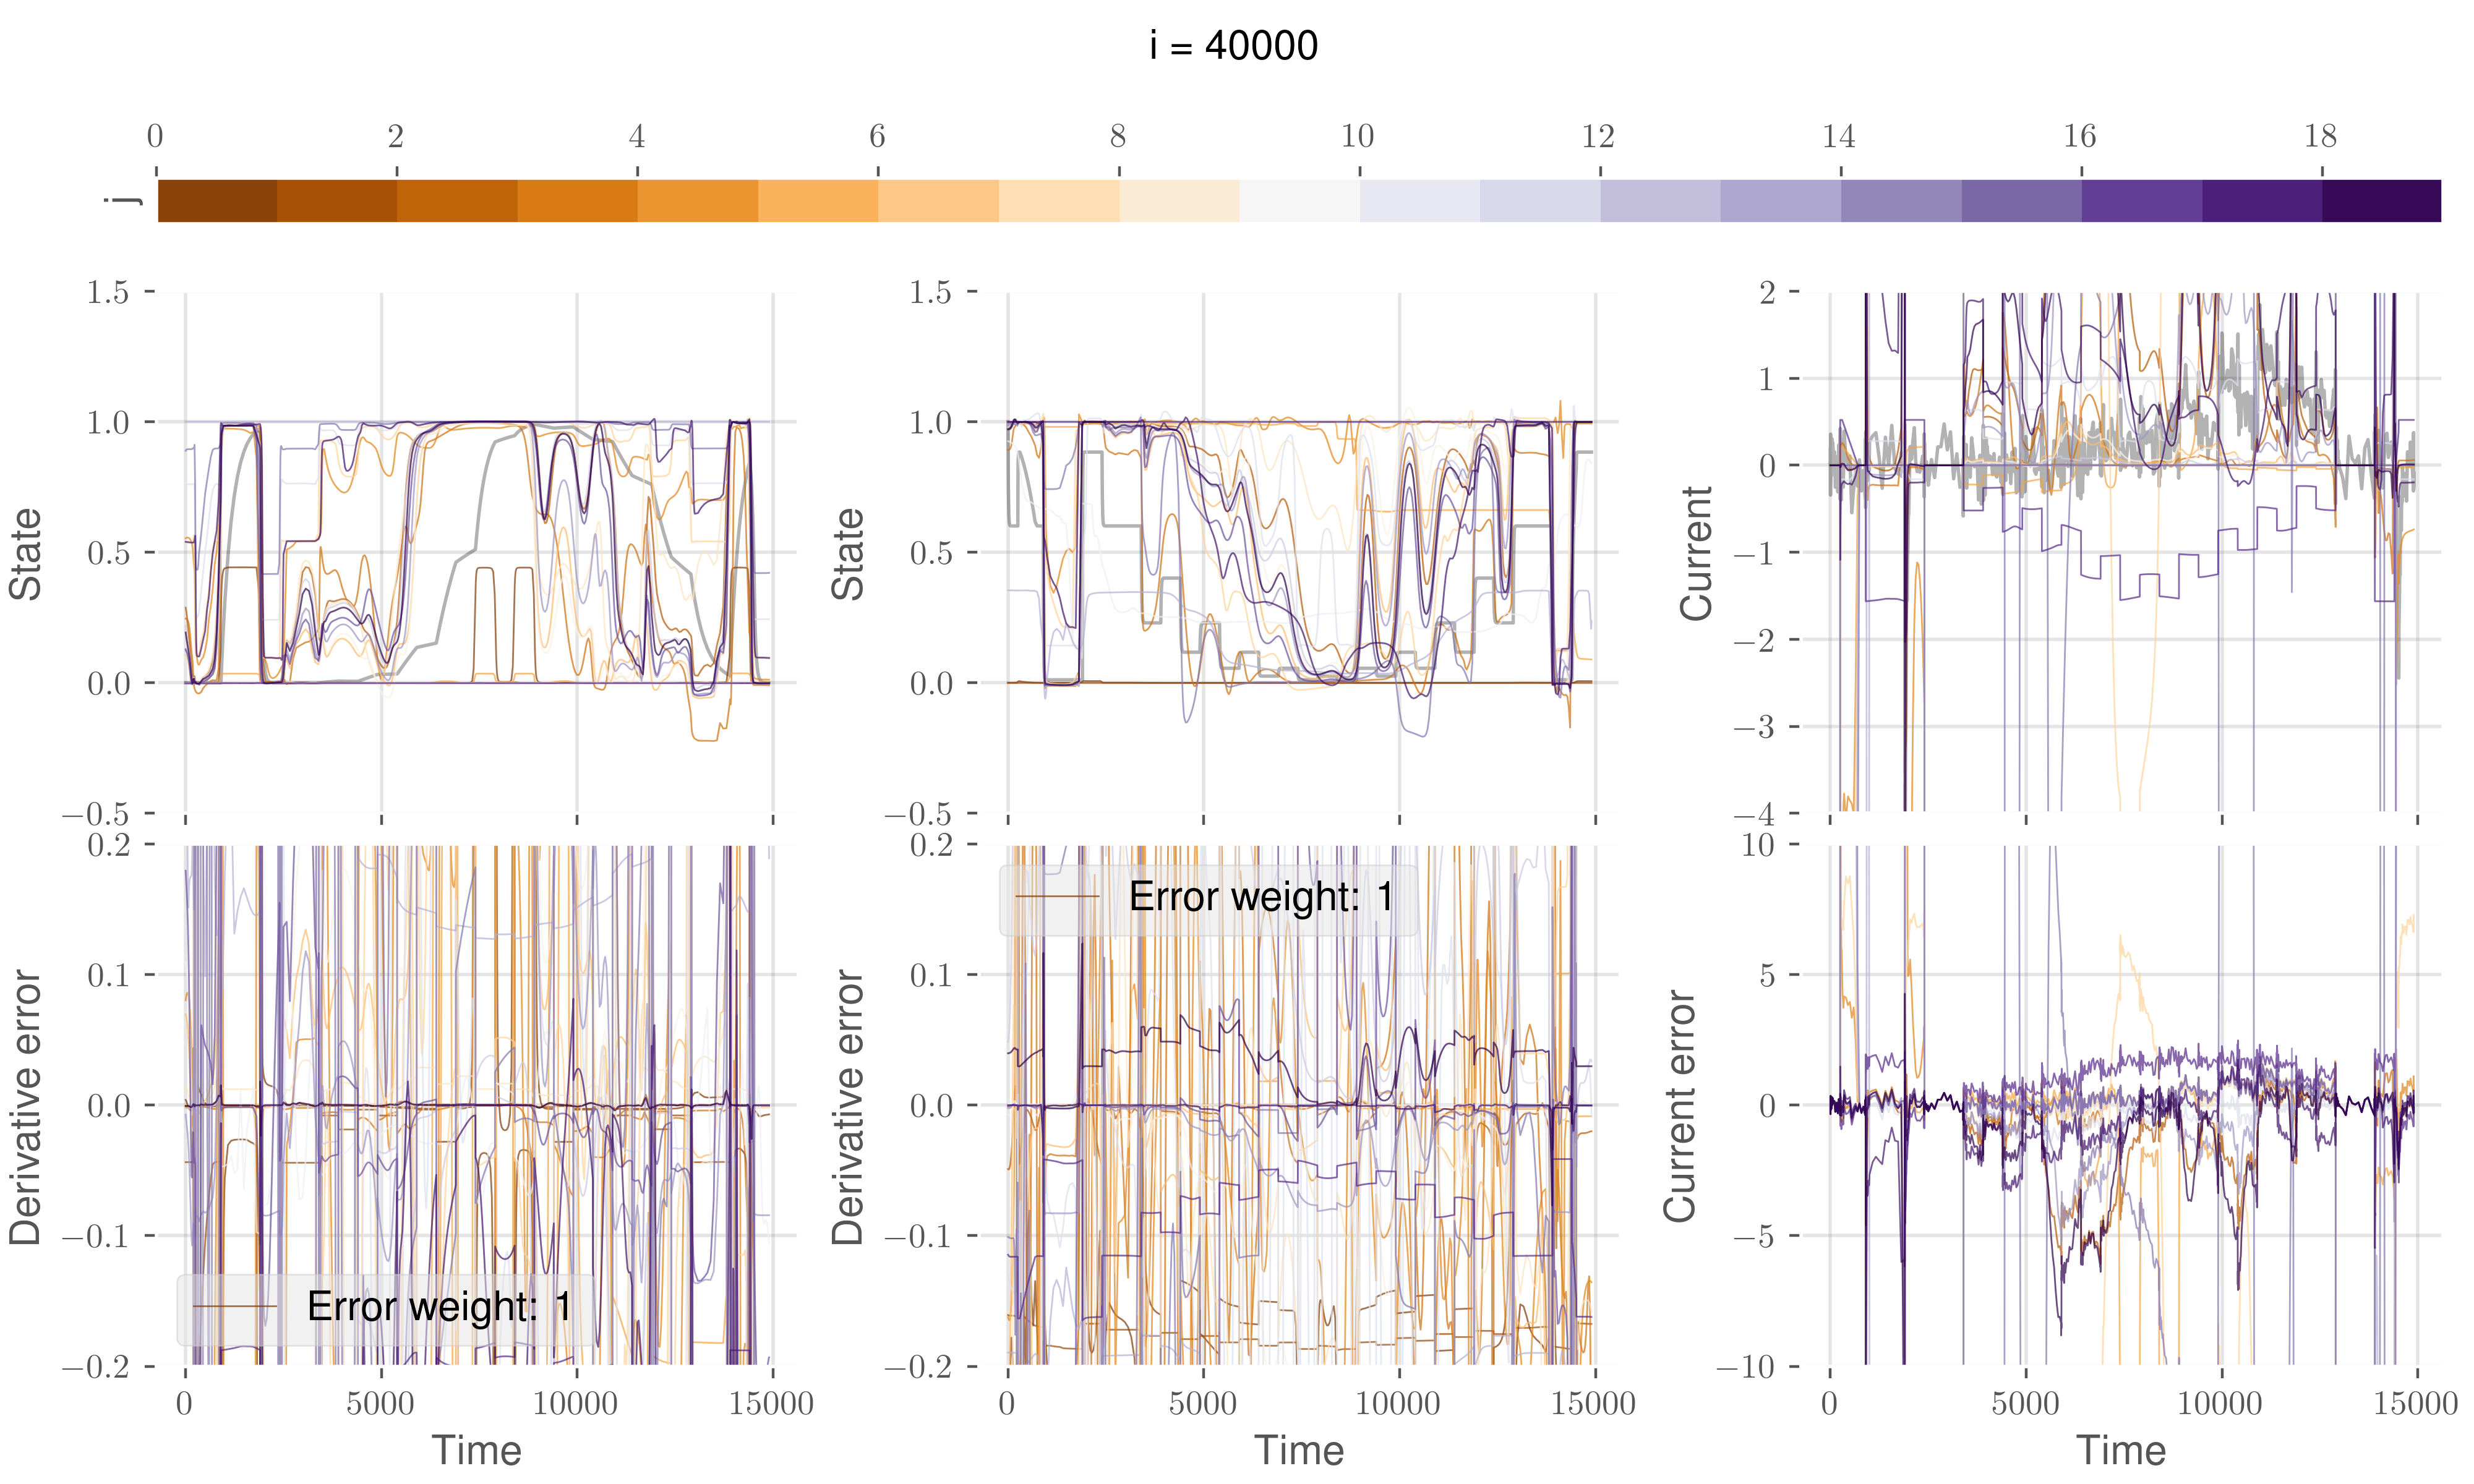 i = 40000
0 2 4 6 8 10 12 14 16 18
j
1.5 1.0 0.5 0.0 −0.5
State
1.5 1.0 0.5 0.0 −0.5
State
2 1 0 −1 −2 −3 −4
Current
0.2 0.1 0.0 −0.1 −0.2
Derivative error
Error weight: 1
0 5000 10000 15000
Time
0.2 0.1 0.0 −0.1 −0.2
Derivative error
Error weight: 1
0 5000 10000 15000
Time
10 5 0 −5 −10
Current error
0 5000 10000 15000
Time